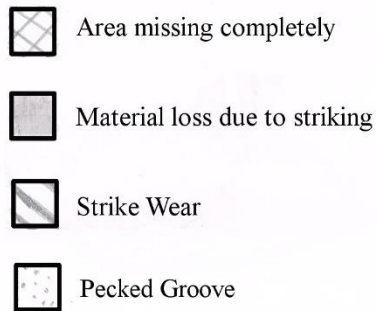 Area missing completely
Material loss due to striking
Strike Wear
Pecked Groove